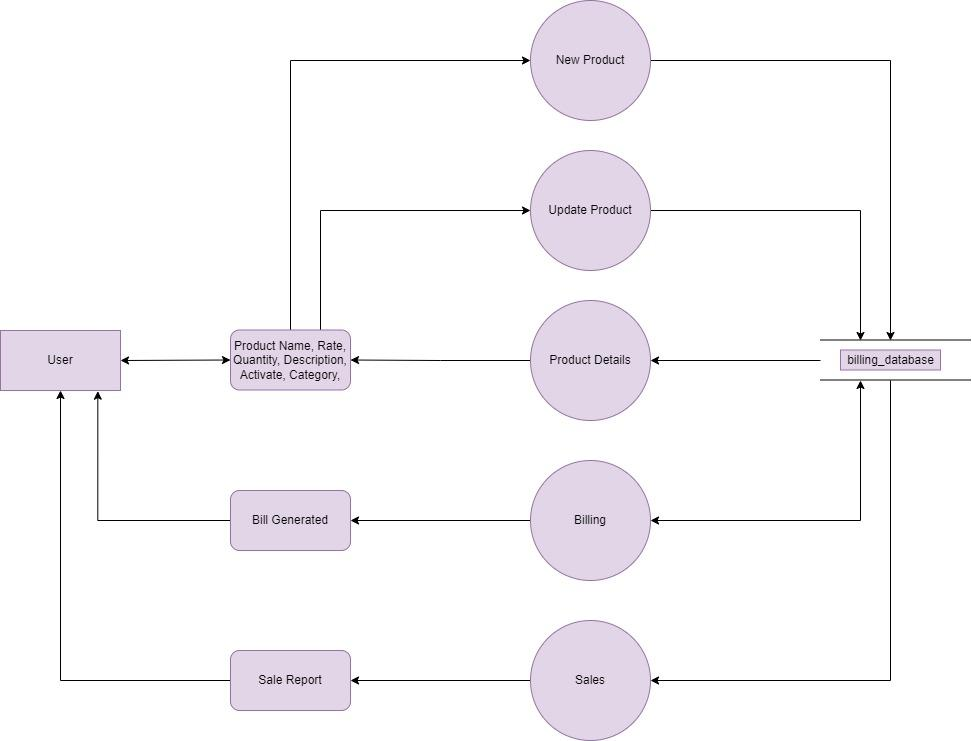 New Product
Update Product
User
Product Name, Rate,
Quantity, Description,
Activate, Category,
Product Details
billing_database
Bill Generated
Billing
Sale Report
Sales